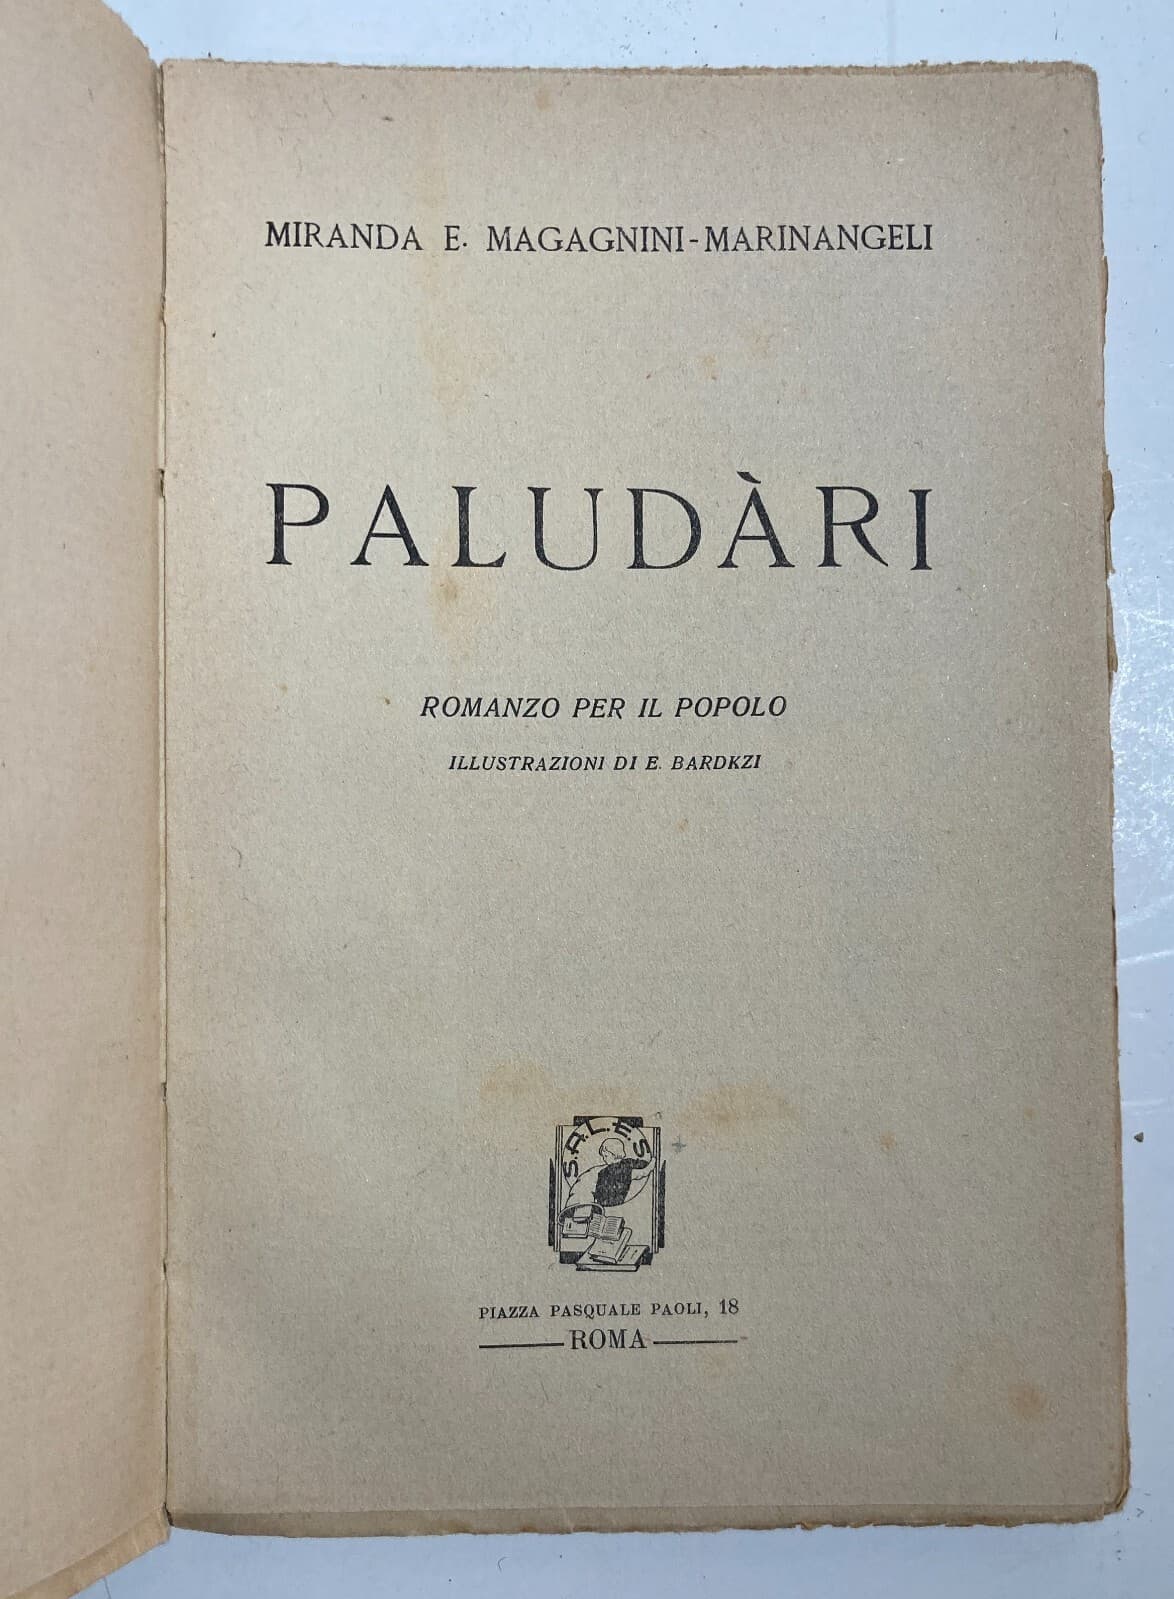 MIRANDA E. MAGAGNINI-MARINANGELI
PALUDÀRI
ROMANZO PER IL POPOLO
ILLUSTRAZIONI DI E. BARDKZI
S.A.L.E.S
PIAZZA PASQUALE PAOLI, 18
ROMA